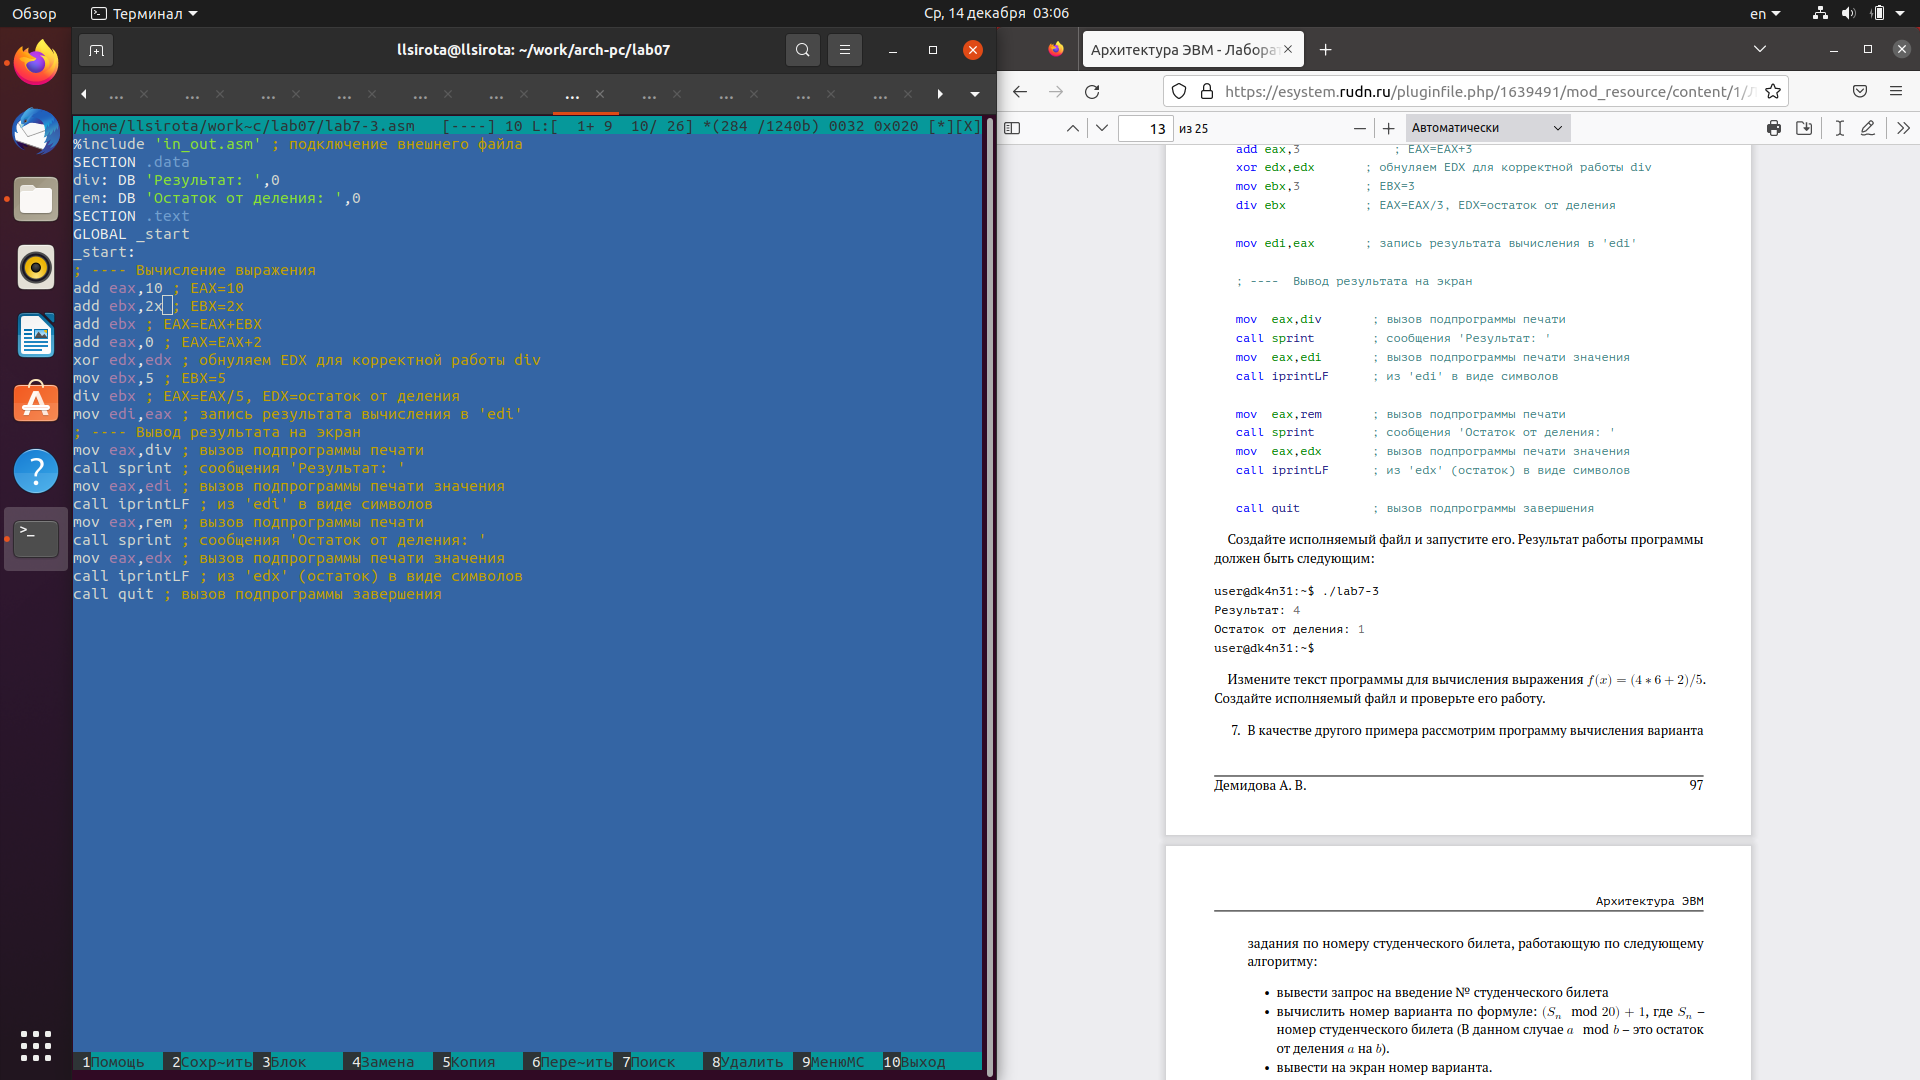 Обзор
Терминал
Ср, 14 декабря 03:06
en
llsirota@llsirota: ~/work/arch-pc/lab07
... ... ... ... ... ... ... ... ... ... ...
/home/llsirota/work~c/lab07/lab7-3.asm [----] 10 L:[ 1+ 9 10/ 26] *(284 /1240b) 0032 0x020 [*][X]
%include 'in_out.asm' ; подключение внешнего файла
SECTION .data
div: DB 'Результат: ',0
rem: DB 'Остаток от деления: ',0
SECTION .text
GLOBAL _start
_start:
; ---- Вычисление выражения
add eax,10 ; EAX=10
add ebx,2x ; EBX=2x
add ebx ; EAX=EAX+EBX
add eax,0 ; EAX=EAX+2
xor edx,edx ; обнуляем EDX для корректной работы div
mov ebx,5 ; EBX=5
div ebx ; EAX=EAX/5, EDX=остаток от деления
mov edi,eax ; запись результата вычисления в 'edi'
; ---- Вывод результата на экран
mov eax,div ; вызов подпрограммы печати
call sprint ; сообщения 'Результат: '
mov eax,edi ; вызов подпрограммы печати значения
call iprintLF ; из 'edi' в виде символов
mov eax,rem ; вызов подпрограммы печати
call sprint ; сообщения 'Остаток от деления: '
mov eax,edx ; вызов подпрограммы печати значения
call iprintLF ; из 'edx' (остаток) в виде символов
call quit ; вызов подпрограммы завершения
1Помощь 2Сохр~ить 3Блок 4Замена 5Копия 6Пере~ить 7Поиск 8Удалить 9МенюМС 10Выход
Архитектура ЭВМ - Лабора
https://esystem.rudn.ru/pluginfile.php/1639491/mod_resource/content/1/Л
13 из 25
Автоматически
add eax,3 ; EAX=EAX+3
xor edx,edx ; обнуляем EDX для корректной работы div
mov ebx,3 ; EBX=3
div ebx ; EAX=EAX/3, EDX=остаток от деления
mov edi,eax ; запись результата вычисления в 'edi'
; ---- Вывод результата на экран
mov eax,div ; вызов подпрограммы печати
call sprint ; сообщения 'Результат: '
mov eax,edi ; вызов подпрограммы печати значения
call iprintLF ; из 'edi' в виде символов
mov eax,rem ; вызов подпрограммы печати
call sprint ; сообщения 'Остаток от деления: '
mov eax,edx ; вызов подпрограммы печати значения
call iprintLF ; из 'edx' (остаток) в виде символов
call quit ; вызов подпрограммы завершения
Создайте исполняемый файл и запустите его. Результат работы программы
должен быть следующим:
user@dk4n31:~$ ./lab7-3
Результат: 4
Остаток от деления: 1
user@dk4n31:~$
Измените текст программы для вычисления выражения f(x) = (4 ∗ 6 + 2)/5.
Создайте исполняемый файл и проверьте его работу.
7. В качестве другого примера рассмотрим программу вычисления варианта
Демидова А. В. 97
Архитектура ЭВМ
задания по номеру студенческого билета, работающую по следующему
алгоритму:
• вывести запрос на введение № студенческого билета
• вычислить номер варианта по формуле: (Sn mod 20) + 1, где Sn –
номер студенческого билета (В данном случае a mod b – это остаток
от деления a на b).
• вывести на экран номер варианта.